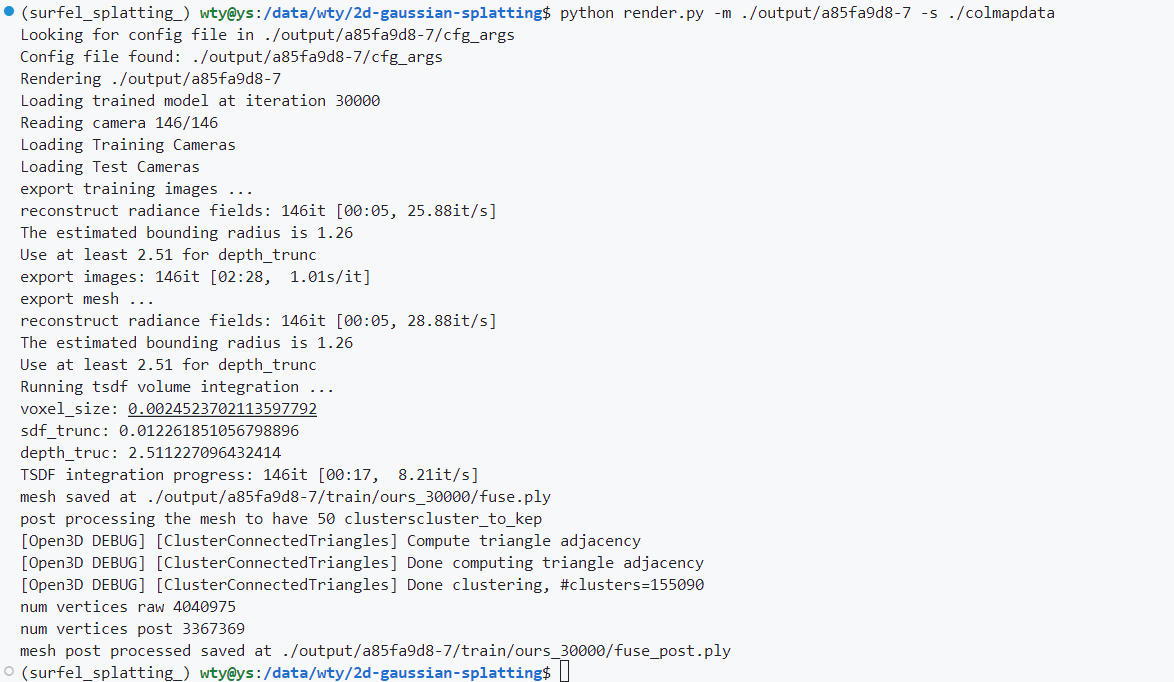 (surfel_splatting_) wty@ys:/data/wty/2d-gaussian-splatting$ python render.py -m ./output/a85fa9d8-7 -s ./colmapdata
Looking for config file in ./output/a85fa9d8-7/cfg_args
Config file found: ./output/a85fa9d8-7/cfg_args
Rendering ./output/a85fa9d8-7
Loading trained model at iteration 30000
Reading camera 146/146
Loading Training Cameras
Loading Test Cameras
export training images ...
reconstruct radiance fields: 146it [00:05, 25.88it/s]
The estimated bounding radius is 1.26
Use at least 2.51 for depth_trunc
export images: 146it [02:28,  1.01s/it]
export mesh ...
reconstruct radiance fields: 146it [00:05, 28.88it/s]
The estimated bounding radius is 1.26
Use at least 2.51 for depth_trunc
Running tsdf volume integration ...
voxel_size: 0.0024523702113597792
sdf_trunc: 0.012261851056798896
depth_truc: 2.511227096432414
TSDF integration progress: 146it [00:17,  8.21it/s]
mesh saved at ./output/a85fa9d8-7/train/ours_30000/fuse.ply
post processing the mesh to have 50 clusterscluster_to_kep
[Open3D DEBUG] [ClusterConnectedTriangles] Compute triangle adjacency
[Open3D DEBUG] [ClusterConnectedTriangles] Done computing triangle adjacency
[Open3D DEBUG] [ClusterConnectedTriangles] Done clustering, #clusters=155090
num vertices raw 4040975
num vertices post 3367369
mesh post processed saved at ./output/a85fa9d8-7/train/ours_30000/fuse_post.ply
(surfel_splatting_) wty@ys:/data/wty/2d-gaussian-splatting$